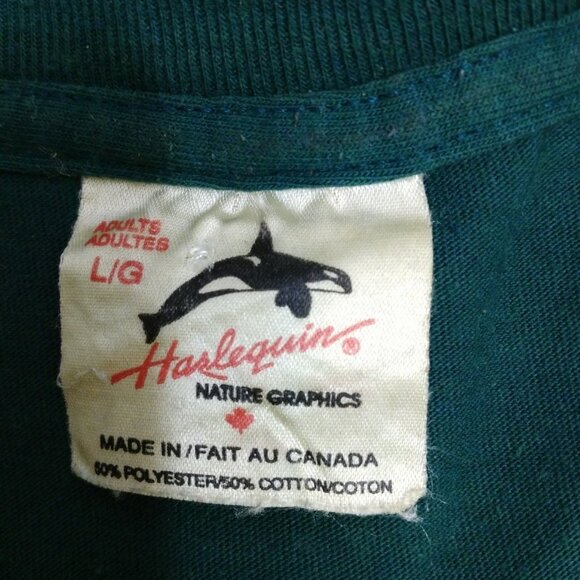 ADULTS
ADULTES
L/G
Harlequin®
NATURE GRAPHICS
MADE IN/FAIT AU CANADA
50% POLYESTER/50% COTTON/COTON